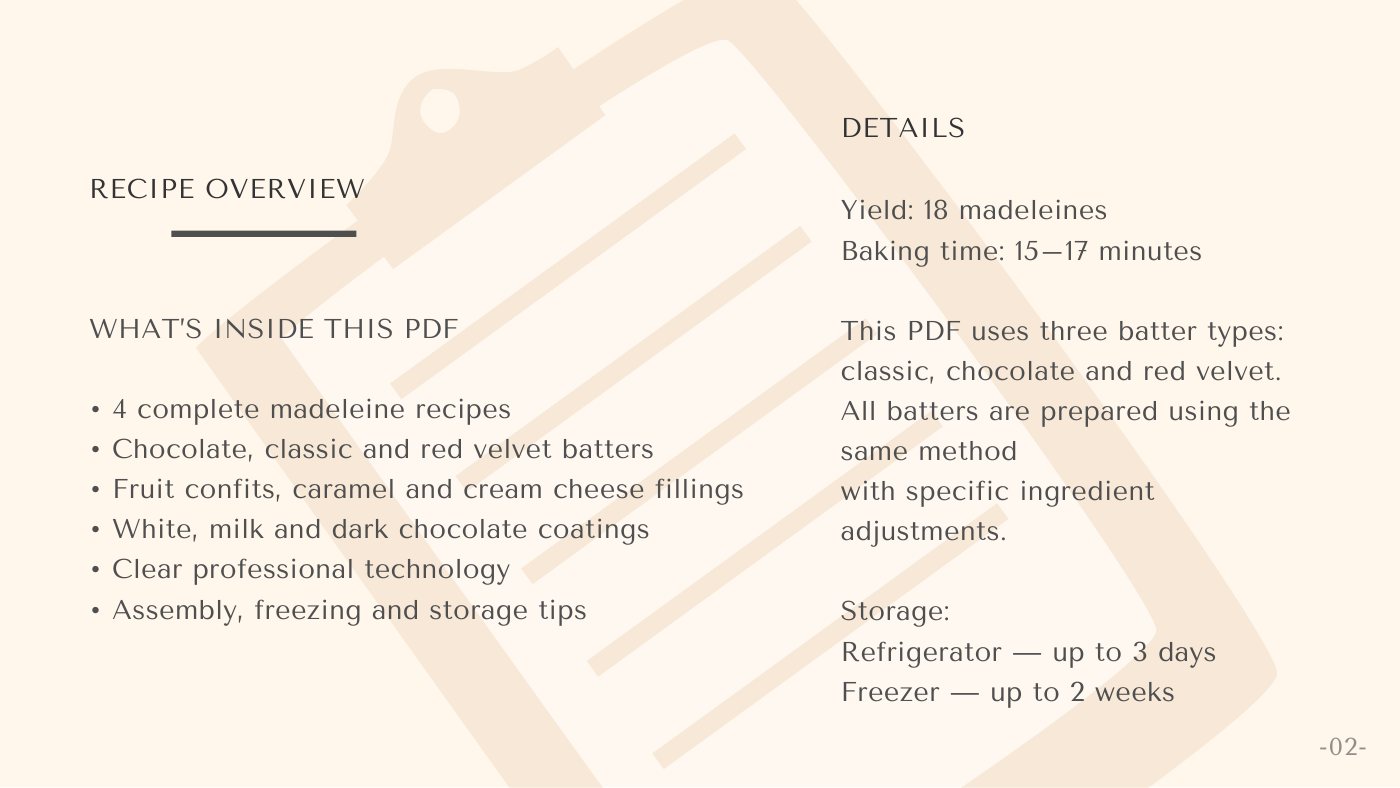 RECIPE OVERVIEW
WHAT'S INSIDE THIS PDF
• 4 complete madeleine recipes
• Chocolate, classic and red velvet batters
• Fruit confits, caramel and cream cheese fillings
• White, milk and dark chocolate coatings
• Clear professional technology
• Assembly, freezing and storage tips
DETAILS
Yield: 18 madeleines
Baking time: 15–17 minutes
This PDF uses three batter types:
classic, chocolate and red velvet.
All batters are prepared using the
same method
with specific ingredient
adjustments.
Storage:
Refrigerator — up to 3 days
Freezer — up to 2 weeks
-02-